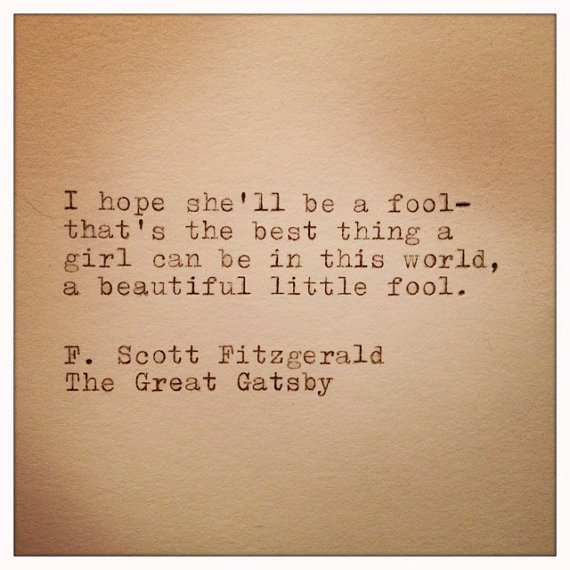 I hope she'll be a fool-
that's the best thing a
girl can be in this world,
a beautiful little fool.
F. Scott Fitzgerald
The Great Gatsby